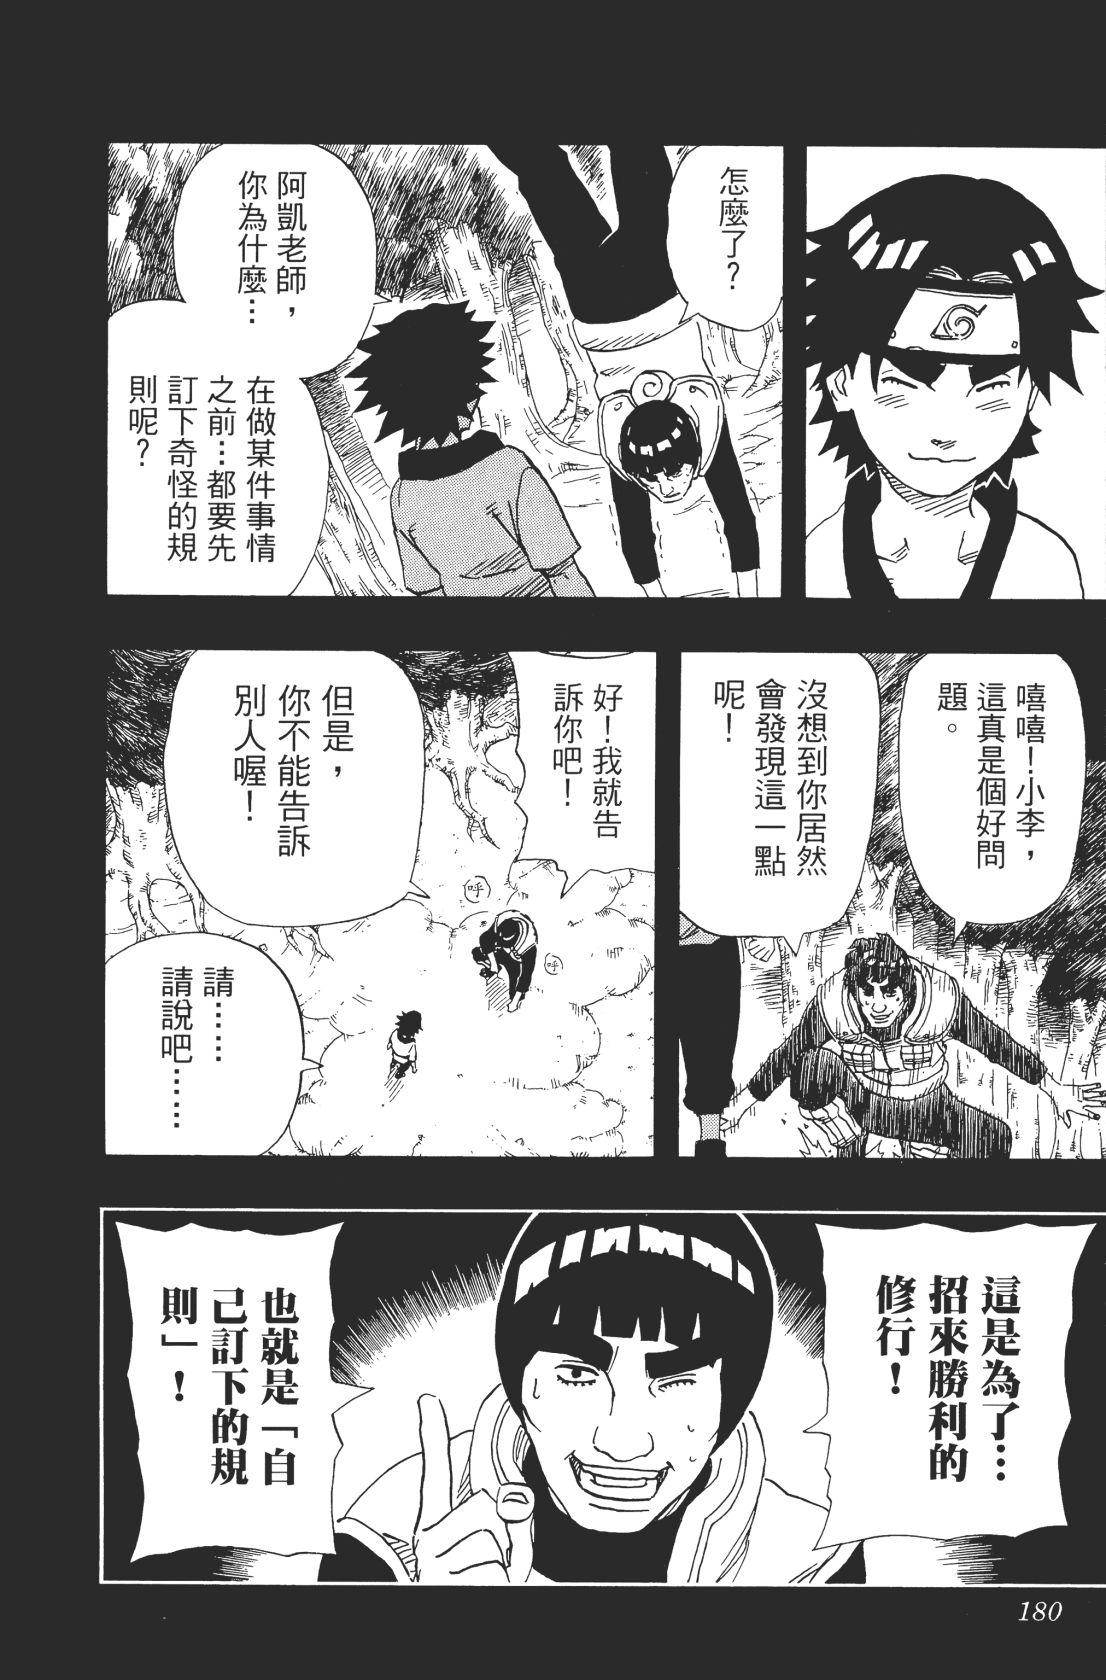 怎麼了？
阿凱老師，
你為什麼…
在做某件事情
之前…都要先
訂下奇怪的規
則呢？
嘻嘻！小李，
這真是個好問
題。
沒想到你居然
會發現這一點
呢！
好！我就告
訴你吧！
呼
呼
但是，
你不能告訴
別人喔！
請……
請說吧……
這是為了…
招來勝利的
修行！
也就是「自
己訂下的規
則」！
180